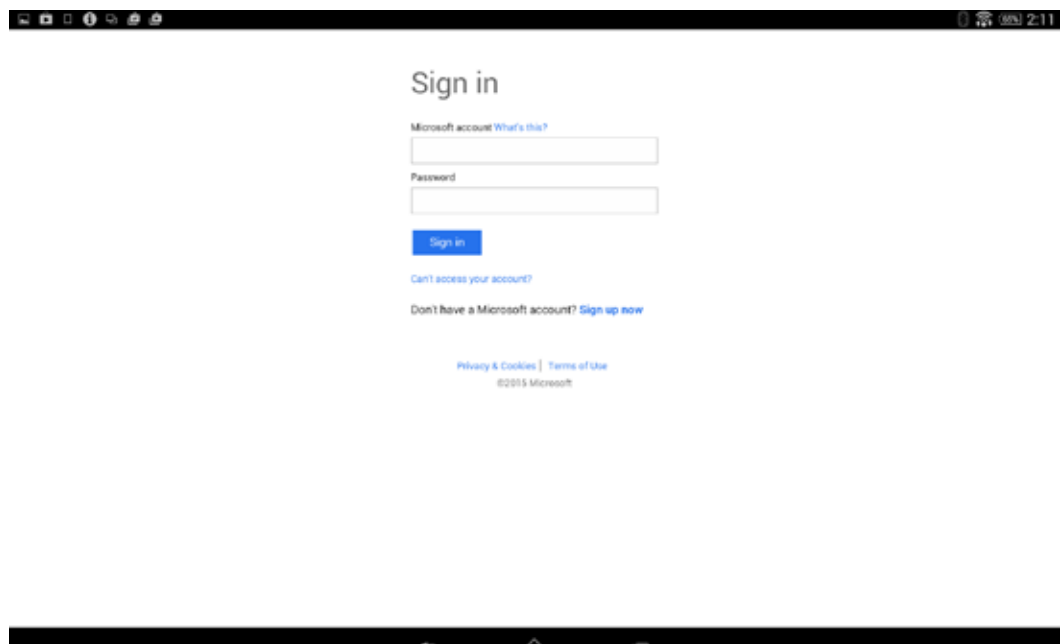 2:11
Sign in
Microsoft account What's this?
Password
Sign in
Can't access your account?
Don't have a Microsoft account? Sign up now
Privacy & Cookies | Terms of Use
©2015 Microsoft